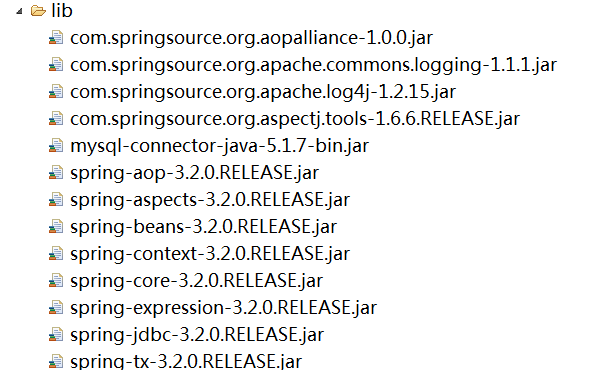 lib
com.springsource.org.aopalliance-1.0.0.jar
com.springsource.org.apache.commons.logging-1.1.1.jar
com.springsource.org.apache.log4j-1.2.15.jar
com.springsource.org.aspectj.tools-1.6.6.RELEASE.jar
mysql-connector-java-5.1.7-bin.jar
spring-aop-3.2.0.RELEASE.jar
spring-aspects-3.2.0.RELEASE.jar
spring-beans-3.2.0.RELEASE.jar
spring-context-3.2.0.RELEASE.jar
spring-core-3.2.0.RELEASE.jar
spring-expression-3.2.0.RELEASE.jar
spring-jdbc-3.2.0.RELEASE.jar
spring-tx-3.2.0.RELEASE.jar